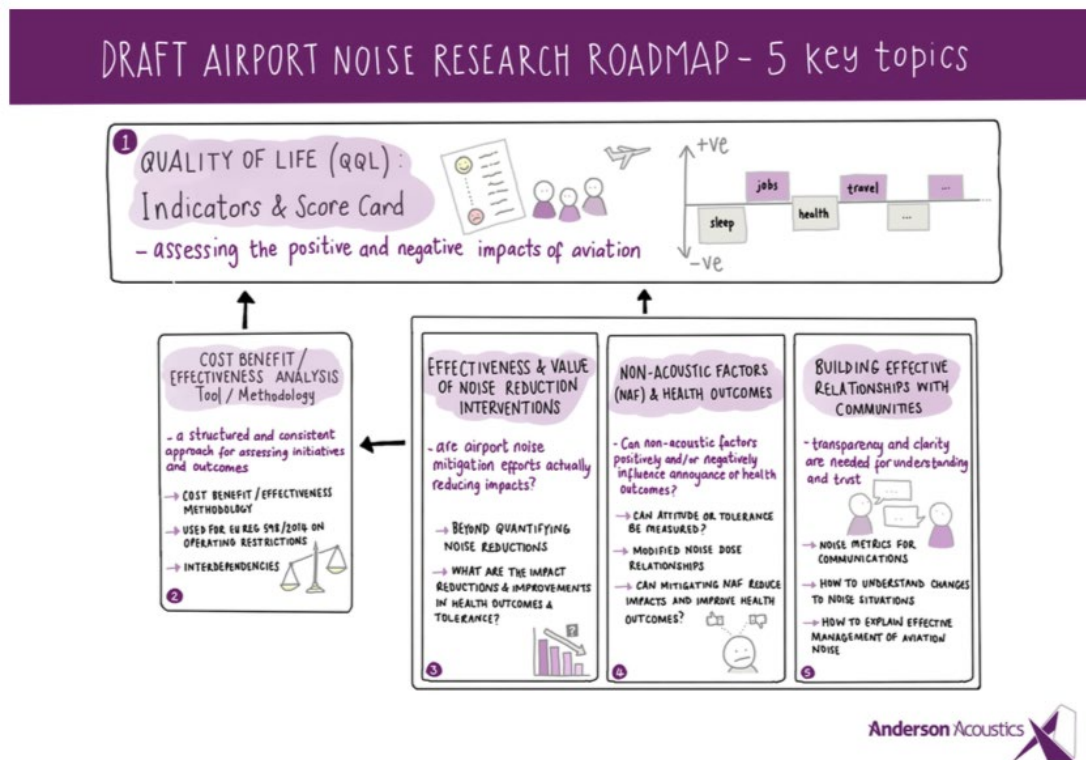 DRAFT AIRPORT NOISE RESEARCH ROADMAP - 5 key topics
1
QUALITY OF LIFE (QQL):
Indicators & Score Card
- assessing the positive and negative impacts of aviation
+ve
jobs
travel
...
sleep
health
...
-ve
COST BENEFIT/
EFFECTIVENESS ANALYSIS
Tool / Methodology
- a structured and consistent
approach for assessing initiatives
and outcomes
→ COST BENEFIT/EFFECTIVENESS
METHODOLOGY
→ USED FOR EU REG 598/2014 ON
OPERATING RESTRICTIONS
→ INTERDEPENDENCIES
2
EFFECTIVENESS & VALUE
OF NOISE REDUCTION
INTERVENTIONS
- are airport noise
mitigation efforts actually
reducing impacts?
→ BEYOND QUANTIFYING
NOISE REDUCTIONS
→ WHAT ARE THE IMPACT
REDUCTIONS & IMPROVEMENTS
IN HEALTH OUTCOMES &
TOLERANCE?
?
3
NON-ACOUSTIC FACTORS
(NAF) & HEALTH OUTCOMES
- Can non-acoustic factors
positively and/or negatively
influence annoyance or health
outcomes?
→ CAN ATTITUDE OR TOLERANCE
BE MEASURED?
→ MODIFIED NOISE DOSE
RELATIONSHIPS
→ CAN MITIGATING NAF REDUCE
IMPACTS AND IMPROVE HEALTH
OUTCOMES?
4
BUILDING EFFECTIVE
RELATIONSHIPS WITH
COMMUNITIES
- transparency and clarity
are needed for understanding
and trust
...
...
→ NOISE METRICS FOR
COMMUNICATIONS
→ HOW TO UNDERSTAND CHANGES
TO NOISE SITUATIONS
→ HOW TO EXPLAIN EFFECTIVE
MANAGEMENT OF AVIATION
NOISE
5
Anderson Acoustics